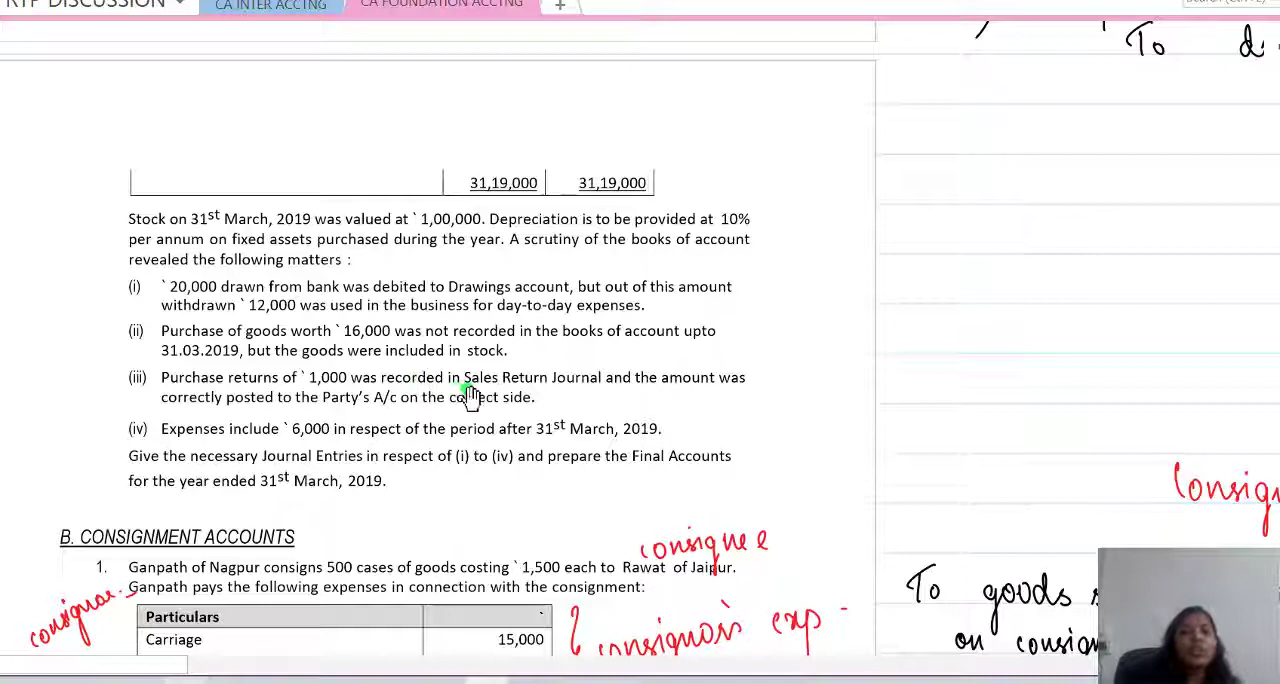 RTP DISCUSSION
CA INTER ACCTNG
CA FOUNDATION ACCTNG
To
31,19,000 31,19,000
Stock on 31st March, 2019 was valued at ` 1,00,000. Depreciation is to be provided at 10%
per annum on fixed assets purchased during the year. A scrutiny of the books of account
revealed the following matters :
(i) ` 20,000 drawn from bank was debited to Drawings account, but out of this amount
withdrawn ` 12,000 was used in the business for day-to-day expenses.
(ii) Purchase of goods worth ` 16,000 was not recorded in the books of account upto
31.03.2019, but the goods were included in stock.
(iii) Purchase returns of ` 1,000 was recorded in Sales Return Journal and the amount was
correctly posted to the Party's A/c on the correct side.
(iv) Expenses include ` 6,000 in respect of the period after 31st March, 2019.
Give the necessary Journal Entries in respect of (i) to (iv) and prepare the Final Accounts
for the year ended 31st March, 2019.
Consign
B. CONSIGNMENT ACCOUNTS
consignee
1. Ganpath of Nagpur consigns 500 cases of goods costing ` 1,500 each to Rawat of Jaipur.
Ganpath pays the following expenses in connection with the consignment:
consignor
Particulars `
Carriage 15,000
consignor's exp
To goods
on consign